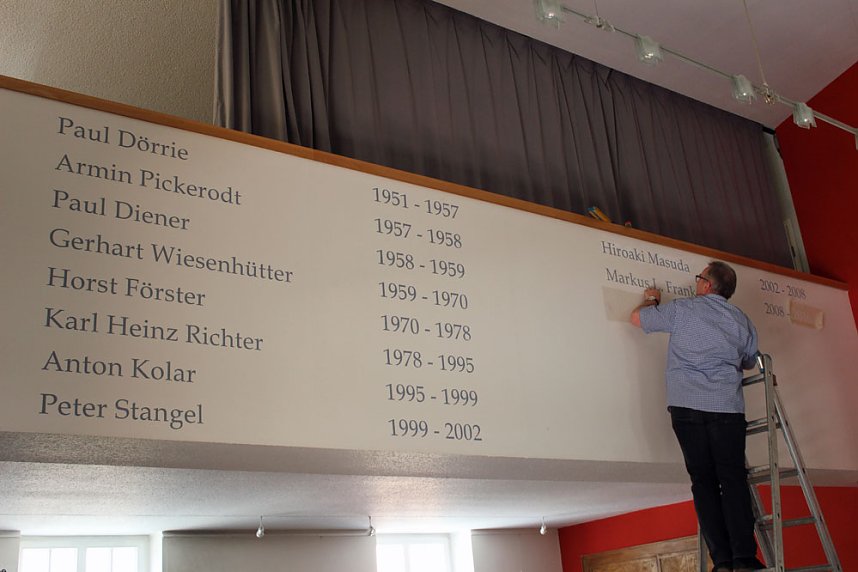 Paul Dörrie
Armin Pickerodt
Paul Diener
Gerhart Wiesenhütter
Horst Förster
Karl Heinz Richter
Anton Kolar
Peter Stangel
1951 - 1957
1957 - 1958
1958 - 1959
1959 - 1970
1970 - 1978
1978 - 1995
1995 - 1999
1999 - 2002
Hiroaki Masuda
Markus L. Frank
2002 - 2008
2008 -